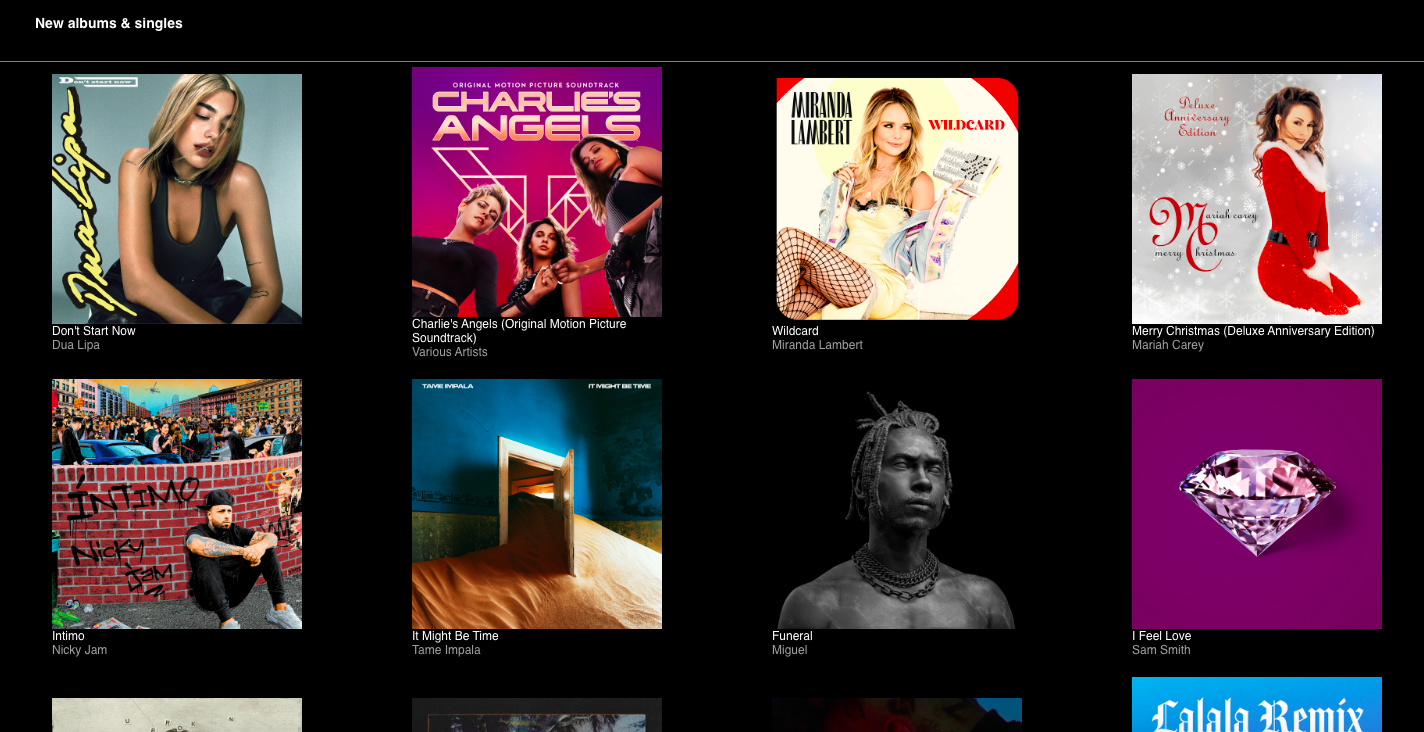 New albums & singles
Don't start now
Dua Lipa
Don't Start Now
Dua Lipa
ORIGINAL MOTION PICTURE SOUNDTRACK
CHARLIE'S
ANGELS
Charlie's Angels (Original Motion Picture
Soundtrack)
Various Artists
MIRANDA
LAMBERT
WILDCARD
Wildcard
Miranda Lambert
Deluxe
Anniversary
Edition
Mariah carey
merry Christmas
Merry Christmas (Deluxe Anniversary Edition)
Mariah Carey
ÍNTIMO
Nicky
Jam
Intimo
Nicky Jam
TAME IMPALA
IT MIGHT BE TIME
It Might Be Time
Tame Impala
Funeral
Miguel
I Feel Love
Sam Smith
Lalala Remix